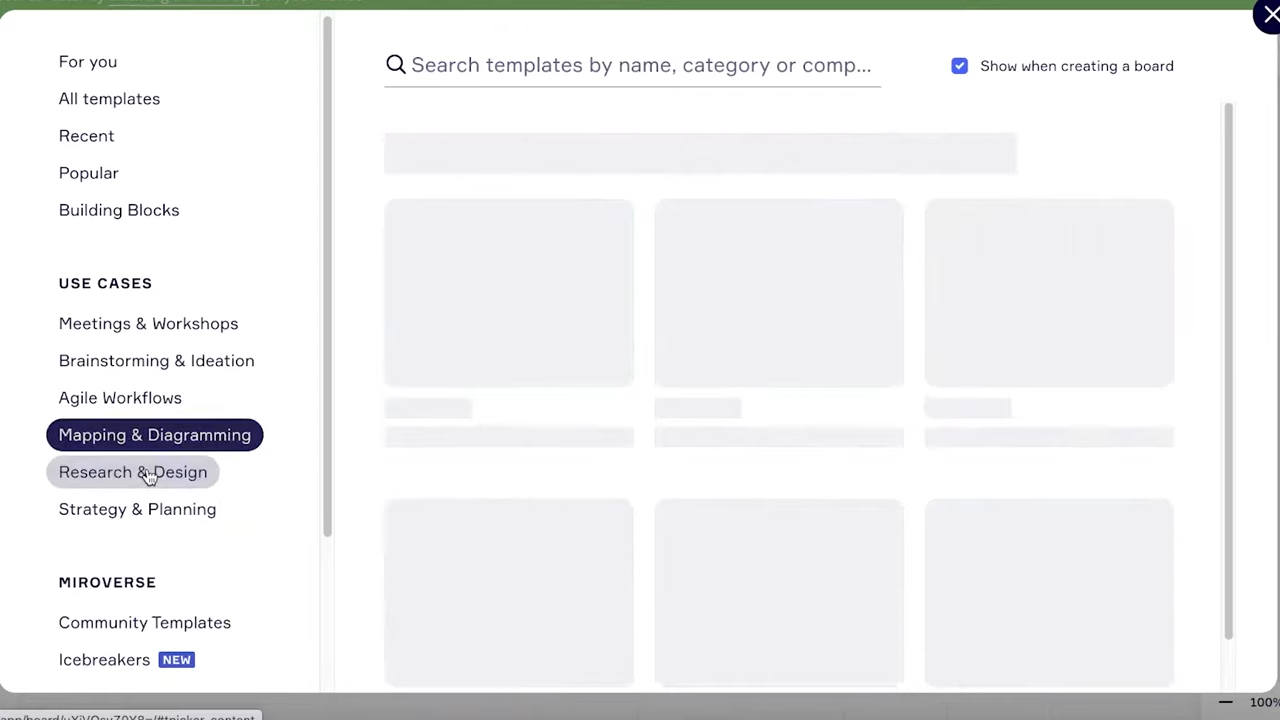 For you
All templates
Recent
Popular
Building Blocks
USE CASES
Meetings & Workshops
Brainstorming & Ideation
Agile Workflows
Mapping & Diagramming
Research & Design
Strategy & Planning
MIROVERSE
Community Templates
Icebreakers NEW
Search templates by name, category or comp...
Show when creating a board
100%